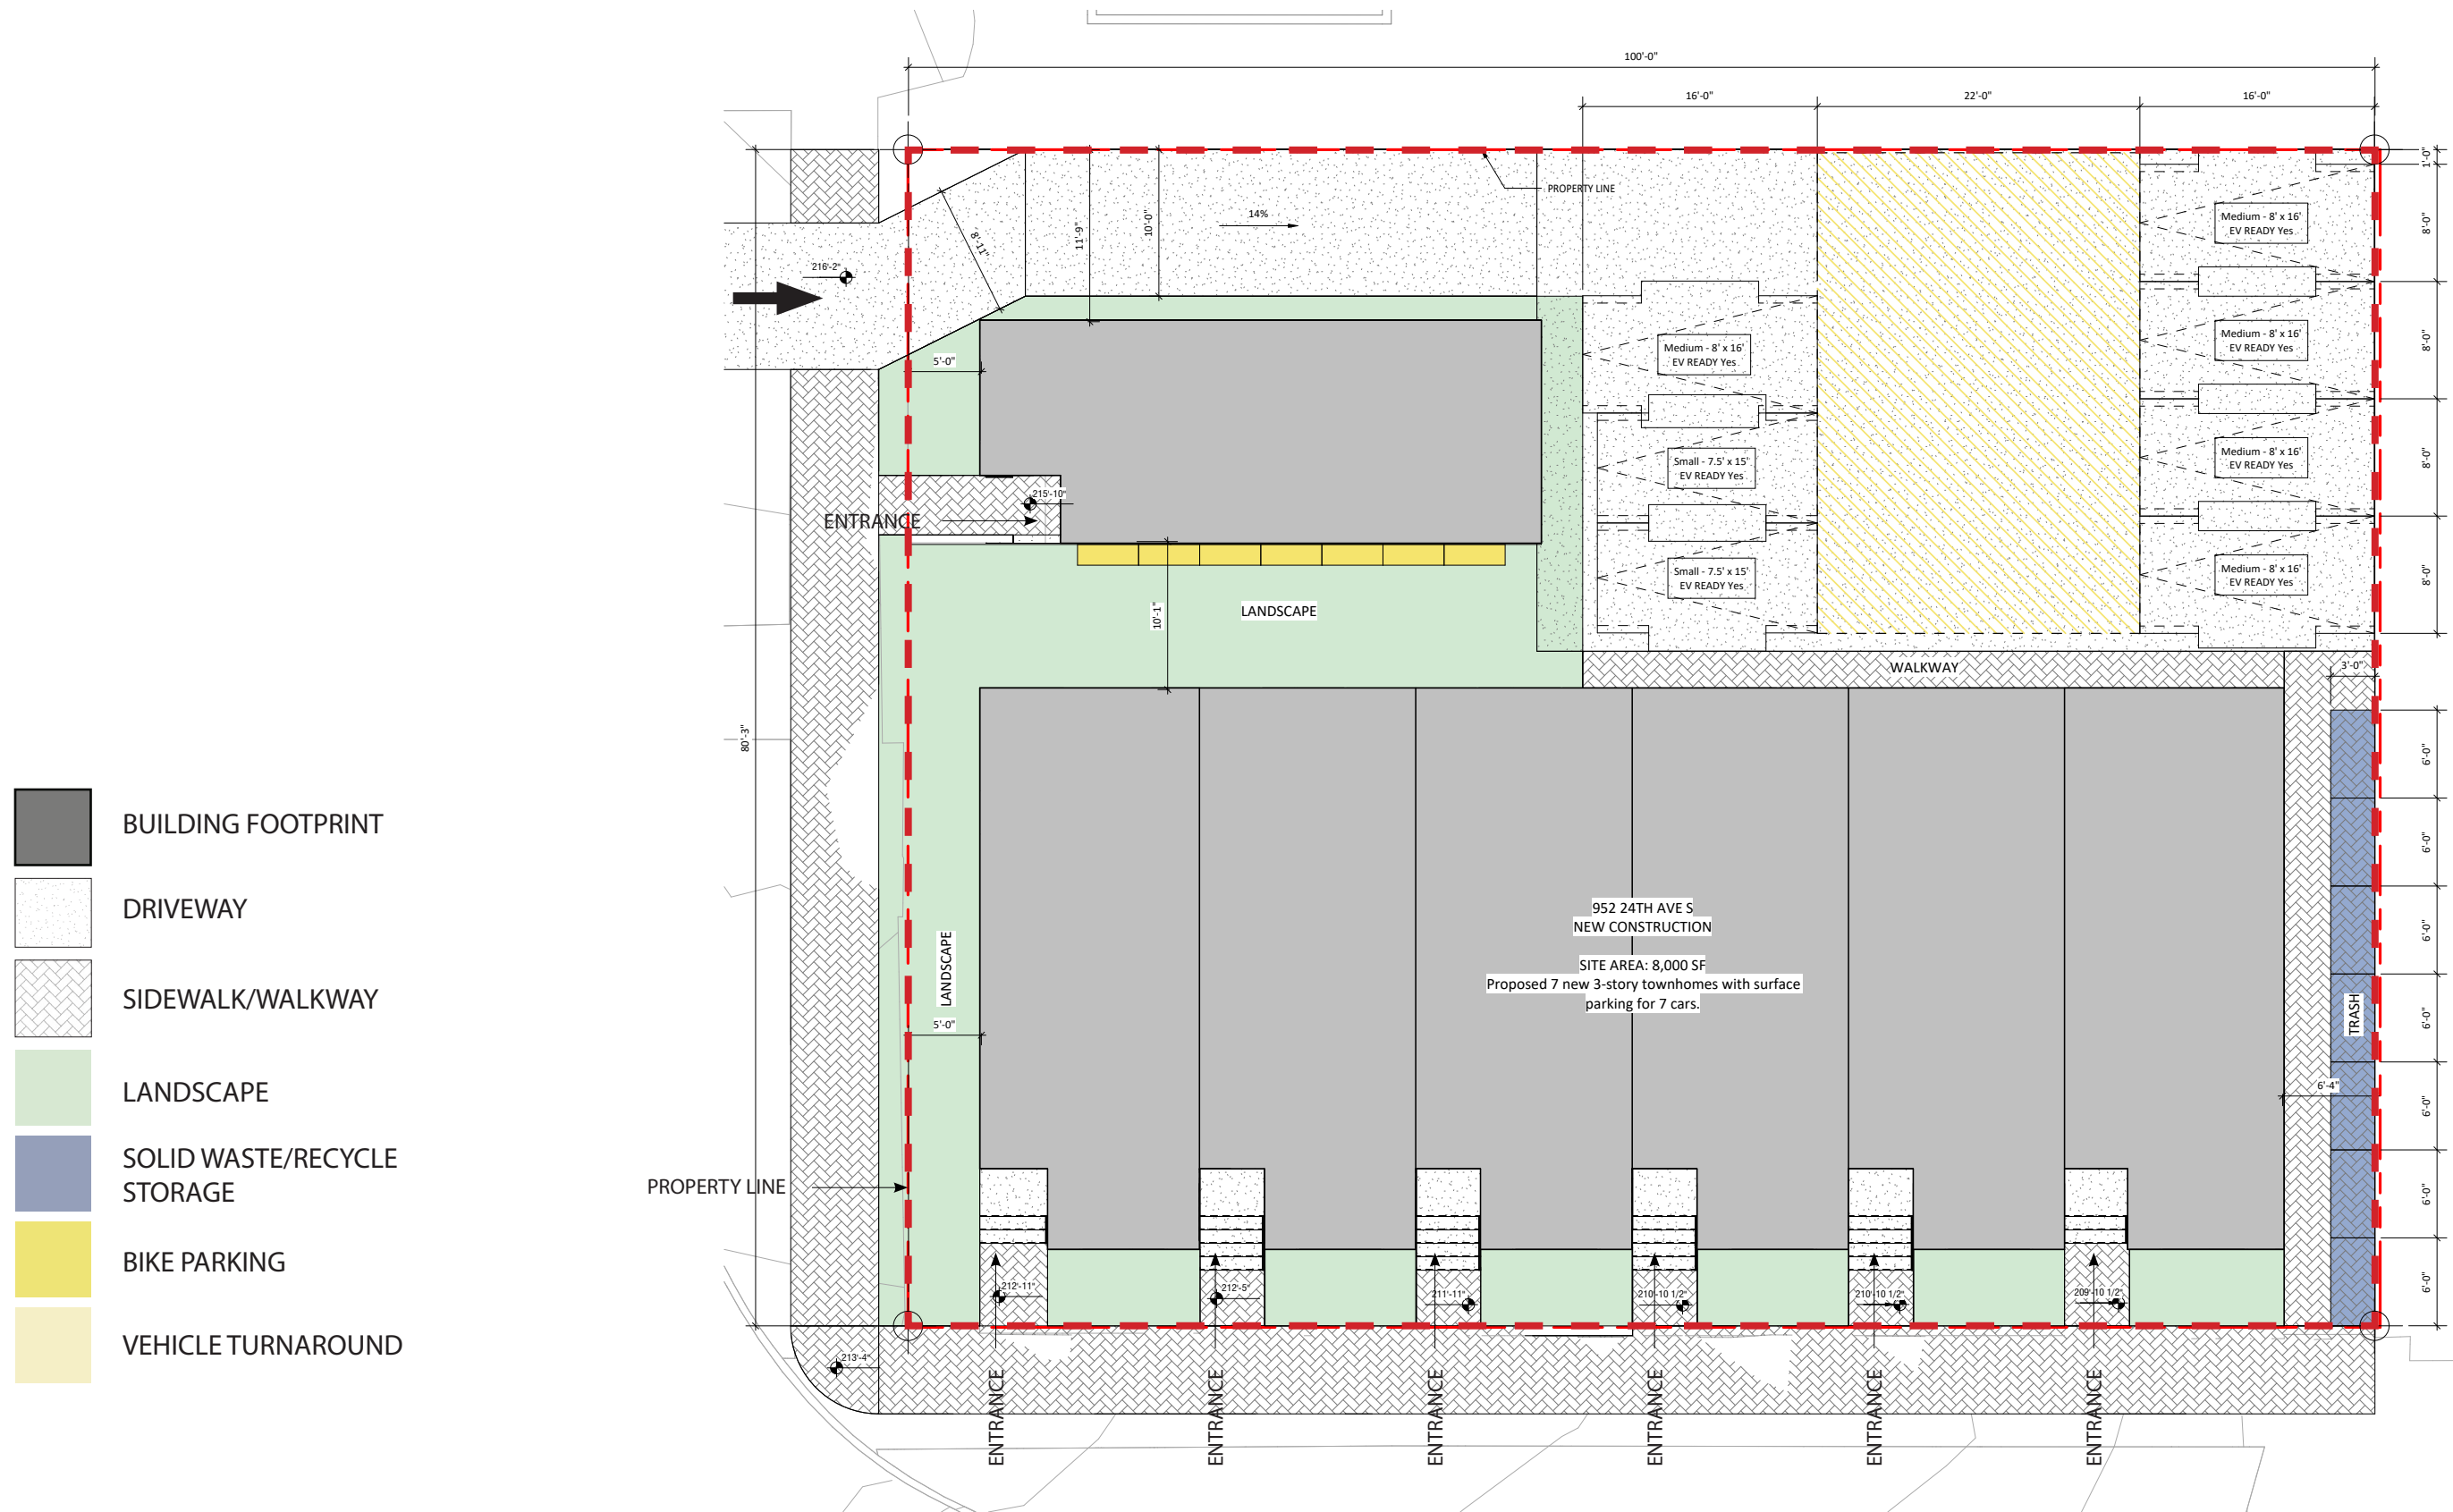 100'-0"
16'-0"
22'-0"
16'-0"
1'-0"
PROPERTY LINE
14%
10'-0"
11'-9"
8'-11"
216'-2"
Medium - 8' x 16'
EV READY Yes
8'-0"
Medium - 8' x 16'
EV READY Yes
Medium - 8' x 16'
EV READY Yes
8'-0"
5'-0"
Small - 7.5' x 15'
EV READY Yes
Medium - 8' x 16'
EV READY Yes
8'-0"
215'-10"
ENTRANCE
Small - 7.5' x 15'
EV READY Yes
Medium - 8' x 16'
EV READY Yes
8'-0"
10'-1"
LANDSCAPE
WALKWAY
3'-0"
80'-3"
6'-0"
6'-0"
6'-0"
6'-0"
6'-0"
6'-0"
6'-0"
BUILDING FOOTPRINT
DRIVEWAY
SIDEWALK/WALKWAY
LANDSCAPE
SOLID WASTE/RECYCLE
STORAGE
BIKE PARKING
VEHICLE TURNAROUND
952 24TH AVE S
NEW CONSTRUCTION
SITE AREA: 8,000 SF
Proposed 7 new 3-story townhomes with surface
parking for 7 cars.
LANDSCAPE
5'-0"
TRASH
6'-4"
PROPERTY LINE
212'-11"
212'-5"
211'-11"
210'-10 1/2"
210'-10 1/2"
209'-10 1/2"
213'-4"
ENTRANCE
ENTRANCE
ENTRANCE
ENTRANCE
ENTRANCE
ENTRANCE